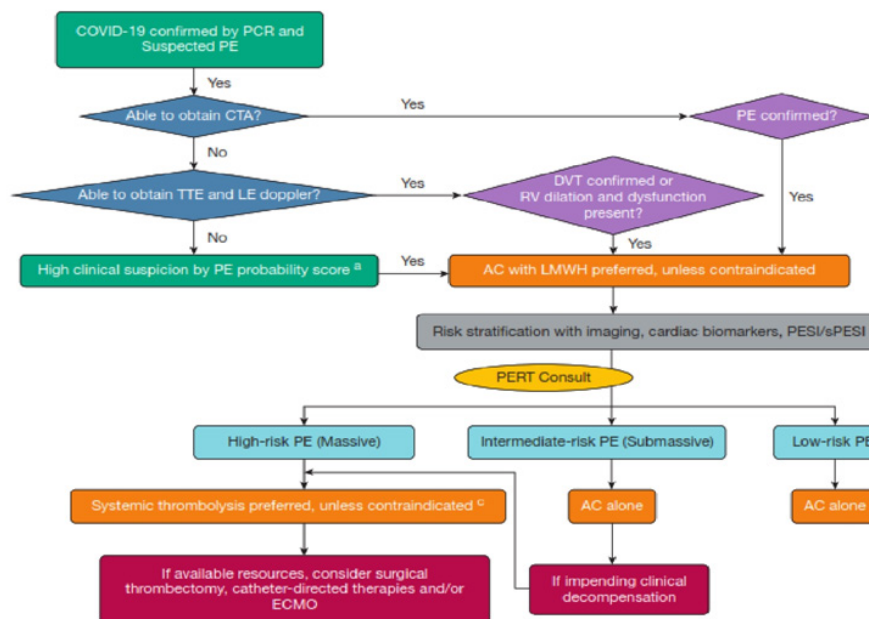 COVID-19 confirmed by PCR and
Suspected PE
Yes
Able to obtain CTA?
Yes
PE confirmed?
No
Able to obtain TTE and LE doppler?
Yes
DVT confirmed or
RV dilation and dysfunction
present?
Yes
No
Yes
High clinical suspicion by PE probability score a
Yes
AC with LMWH preferred, unless contraindicated
Risk stratification with imaging, cardiac biomarkers, PESI/sPESI
PERT Consult
High-risk PE (Massive)
Intermediate-risk PE (Submassive)
Low-risk PE
Systemic thrombolysis preferred, unless contraindicated c
AC alone
AC alone
If available resources, consider surgical
thrombectomy, catheter-directed therapies and/or
ECMO
If impending clinical
decompensation